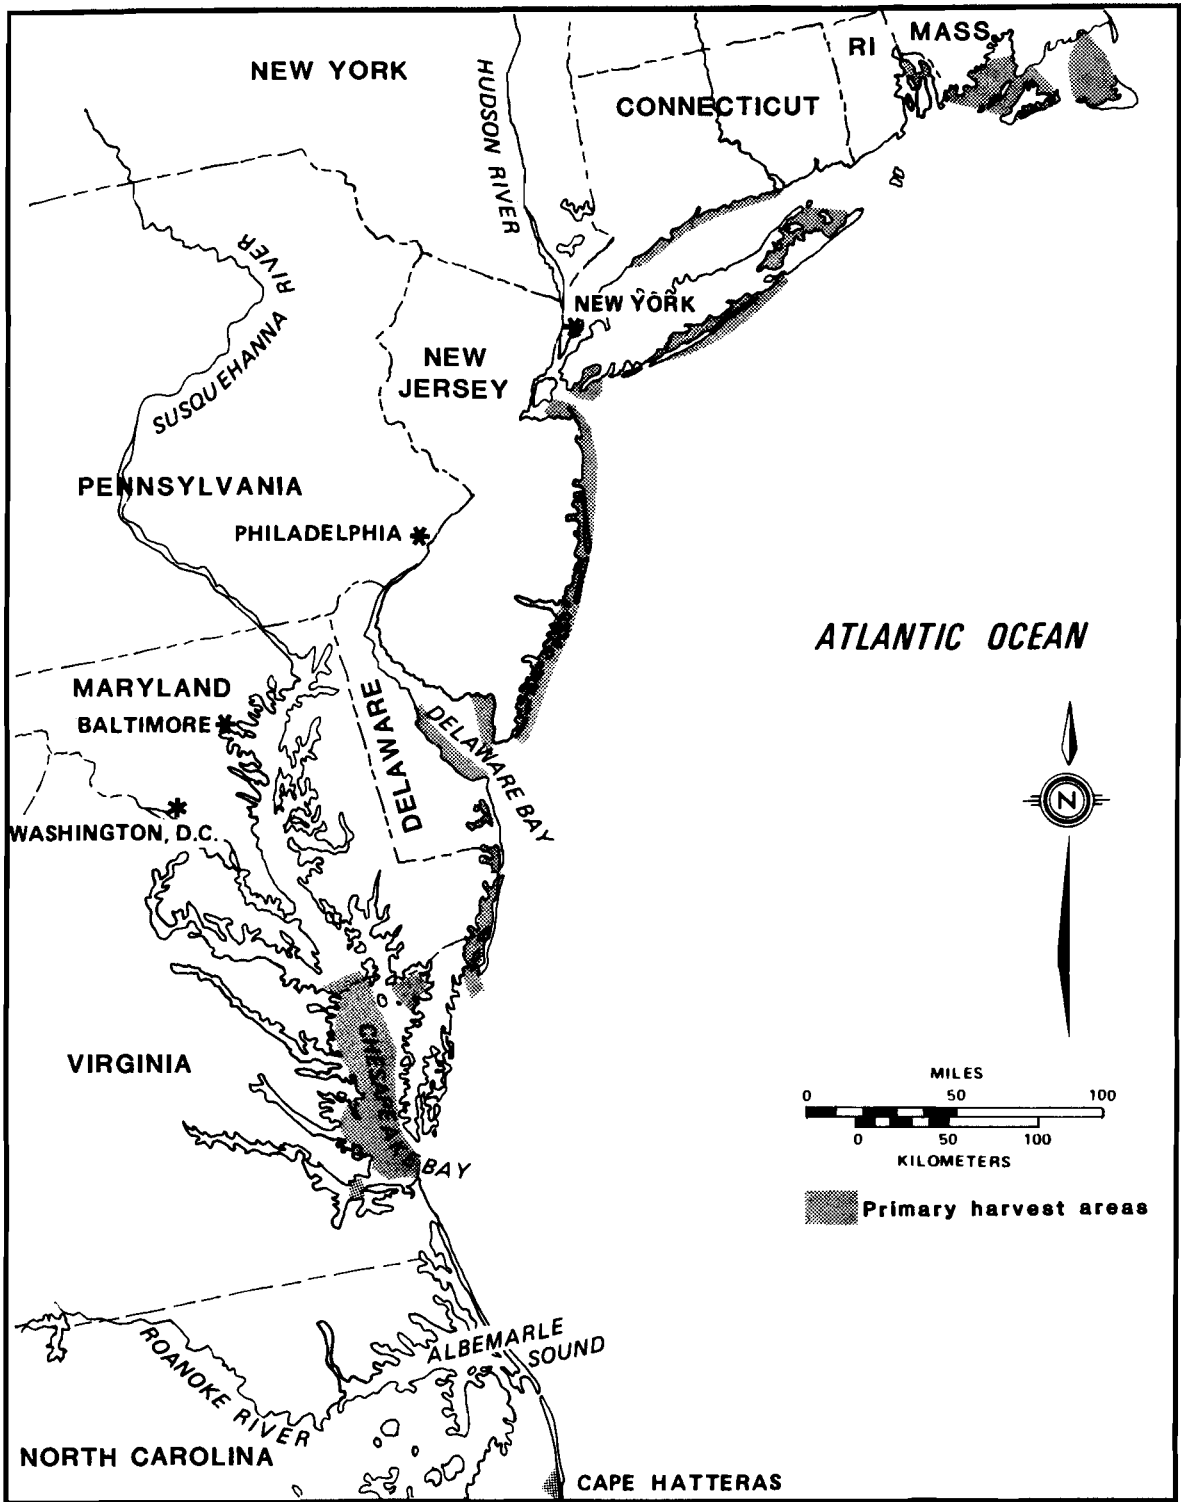 MASS.
RI
NEW YORK
CONNECTICUT
HUDSON RIVER
SUSQUEHANNA RIVER
NEW YORK
NEW
JERSEY
PENNSYLVANIA
PHILADELPHIA
ATLANTIC OCEAN
MARYLAND
BALTIMORE
DELAWARE
DELAWARE BAY
WASHINGTON, D.C.
N
CHESAPEAKE BAY
VIRGINIA
MILES
0 50 100
0 50 100
KILOMETERS
Primary harvest areas
ALBEMARLE
SOUND
ROANOKE RIVER
NORTH CAROLINA
CAPE HATTERAS